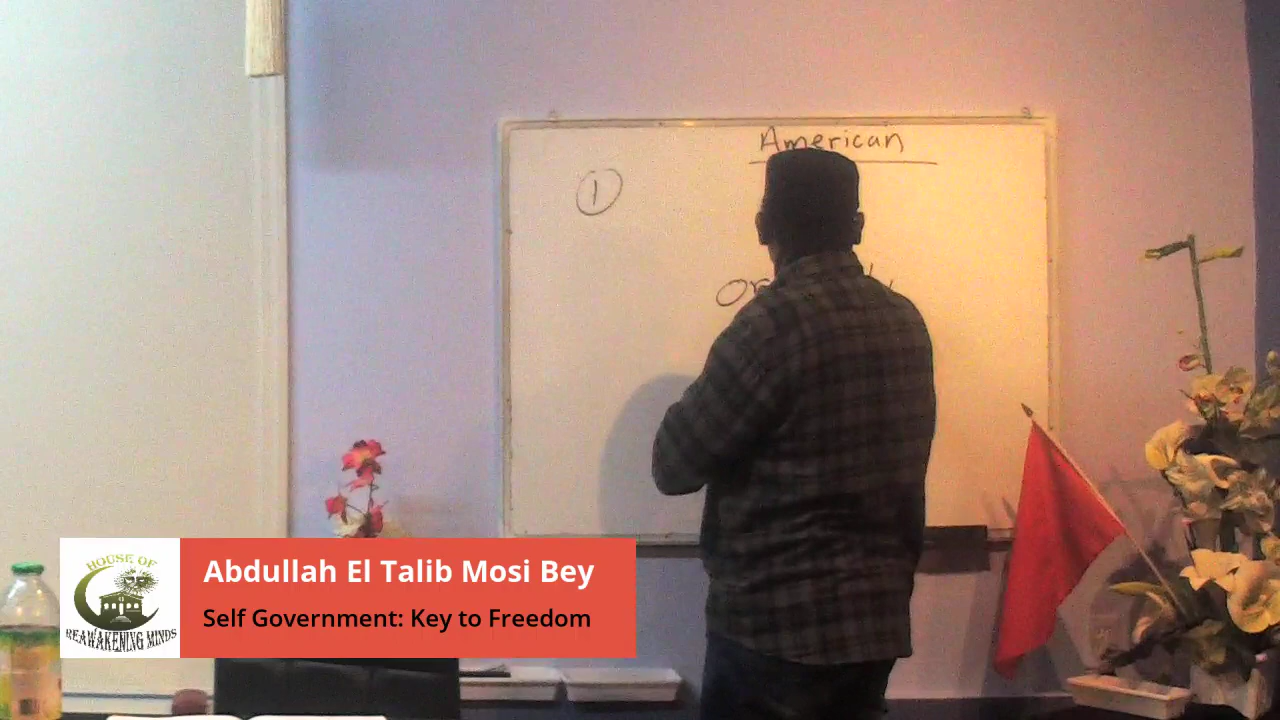 American
1
Abdullah El Talib Mosi Bey
Self Government: Key to Freedom
HOUSE OF
REAWAKENING MINDS